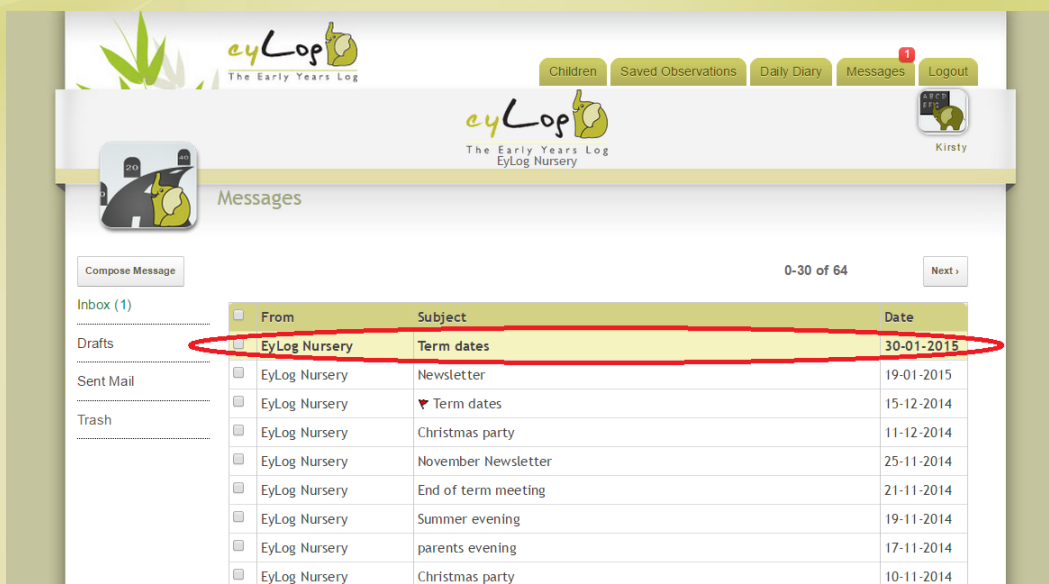 eyLog
The Early Years Log
Children Saved Observations Daily Diary Messages 1 Logout
eyLog
The Early Years Log
EyLog Nursery
ABCD
Kirsty
20 40
Messages
Compose Message
0-30 of 64
Next ›
Inbox (1)
Drafts
Sent Mail
Trash
From Subject Date
EyLog Nursery Term dates 30-01-2015
EyLog Nursery Newsletter 19-01-2015
EyLog Nursery Term dates 15-12-2014
EyLog Nursery Christmas party 11-12-2014
EyLog Nursery November Newsletter 25-11-2014
EyLog Nursery End of term meeting 21-11-2014
EyLog Nursery Summer evening 19-11-2014
EyLog Nursery parents evening 17-11-2014
EyLog Nursery Christmas party 10-11-2014